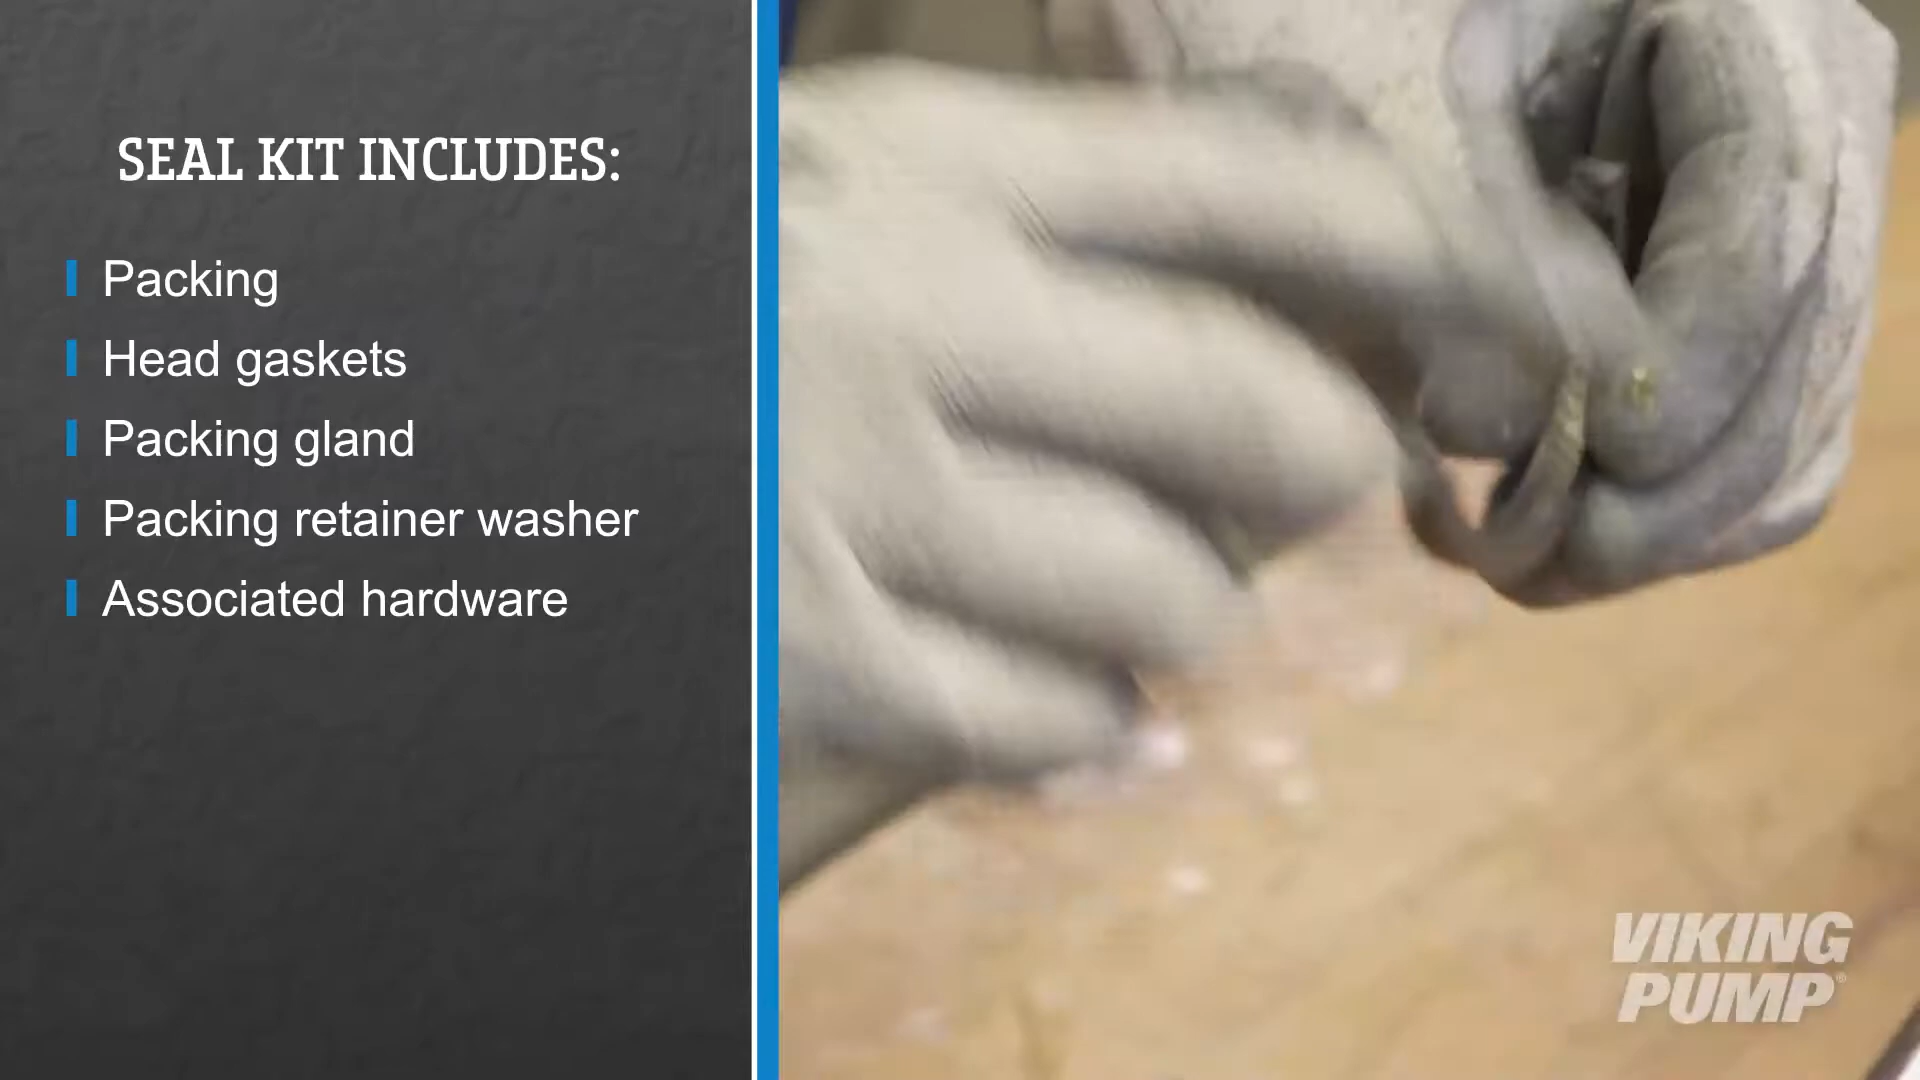 SEAL KIT INCLUDES:
Packing
Head gaskets
Packing gland
Packing retainer washer
Associated hardware
VIKING
PUMP®